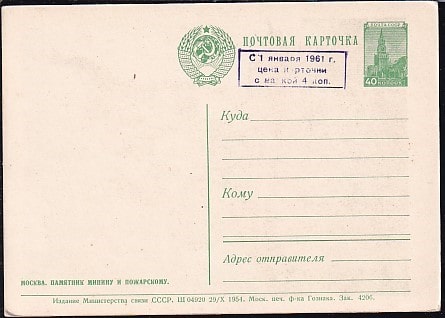 ПОЧТОВАЯ КАРТОЧКА
ПОЧТА СССР
40
КОПЕЕК
С 1 января 1961 г.
цена карточки
с маркой 4 коп.
Куда
Кому
Адрес отправителя
МОСКВА. ПАМЯТНИК МИНИНУ И ПОЖАРСКОМУ.
Издание Министерства связи СССР. Ш 04920 29/X 1954. Моск. печ. ф-ка Гознака. Зак. 4206.